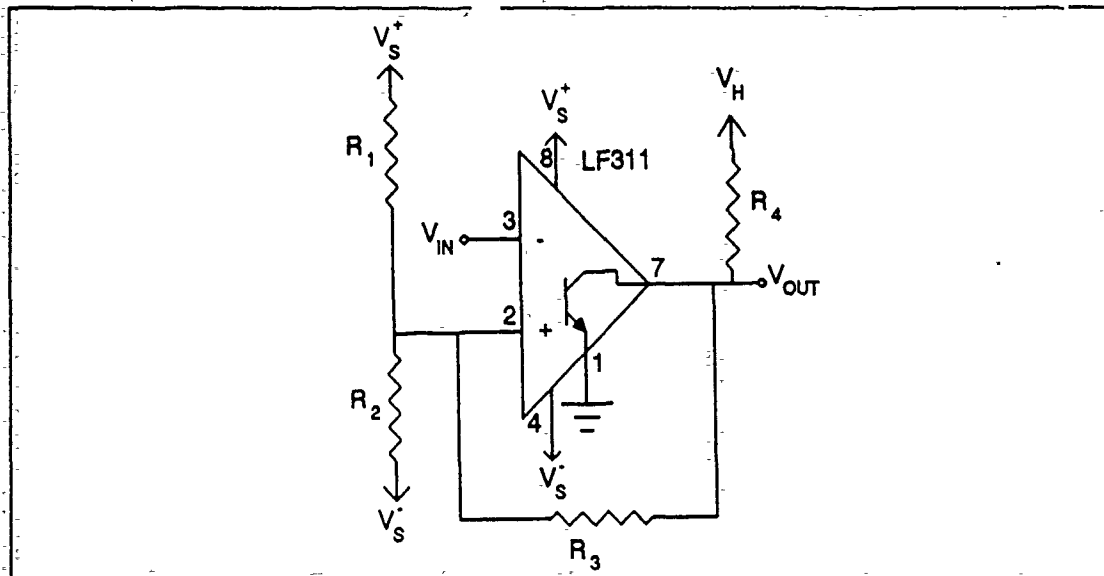 V_S^+
V_S^+
V_H
R_1
8
LF311
R_4
3
V_IN
-
7
V_OUT
2
+
1
R_2
4
V_S^-
V_S^-
R_3